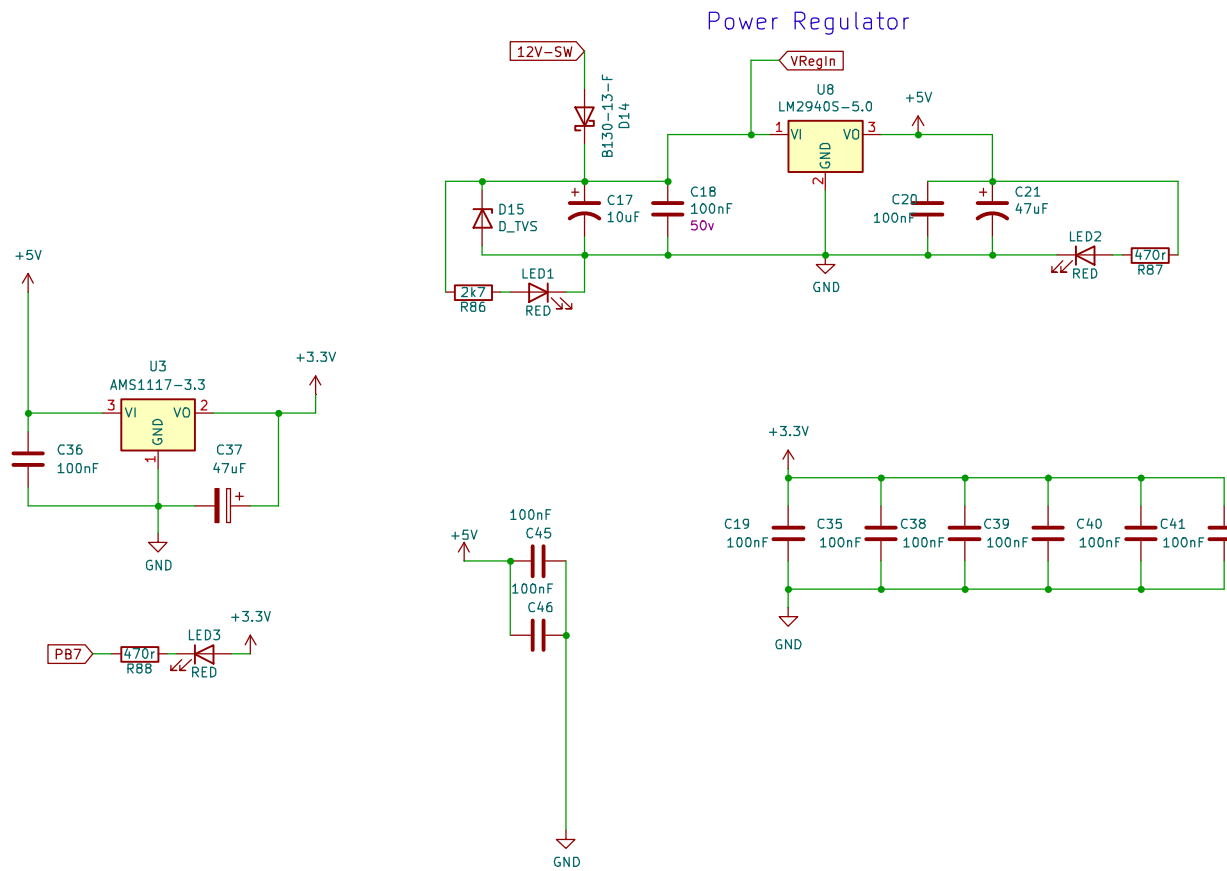 Power Regulator
12V-SW
B130-13-F
D14
VRegIn
U8
LM2940S-5.0
1
VI
VO
3
GND
2
+5V
D15
D_TVS
+
C17
10uF
C18
100nF
50v
C20
100nF
+
C21
47uF
GND
LED1
RED
2k7
R86
LED2
RED
470r
R87
+5V
U3
AMS1117-3.3
3
VI
VO
2
GND
1
+3.3V
C36
100nF
C37
47uF
+
GND
PB7
470r
R88
LED3
RED
+3.3V
+5V
100nF
C45
100nF
C46
GND
+3.3V
C19
100nF
C35
100nF
C38
100nF
C39
100nF
C40
100nF
C41
100nF
GND